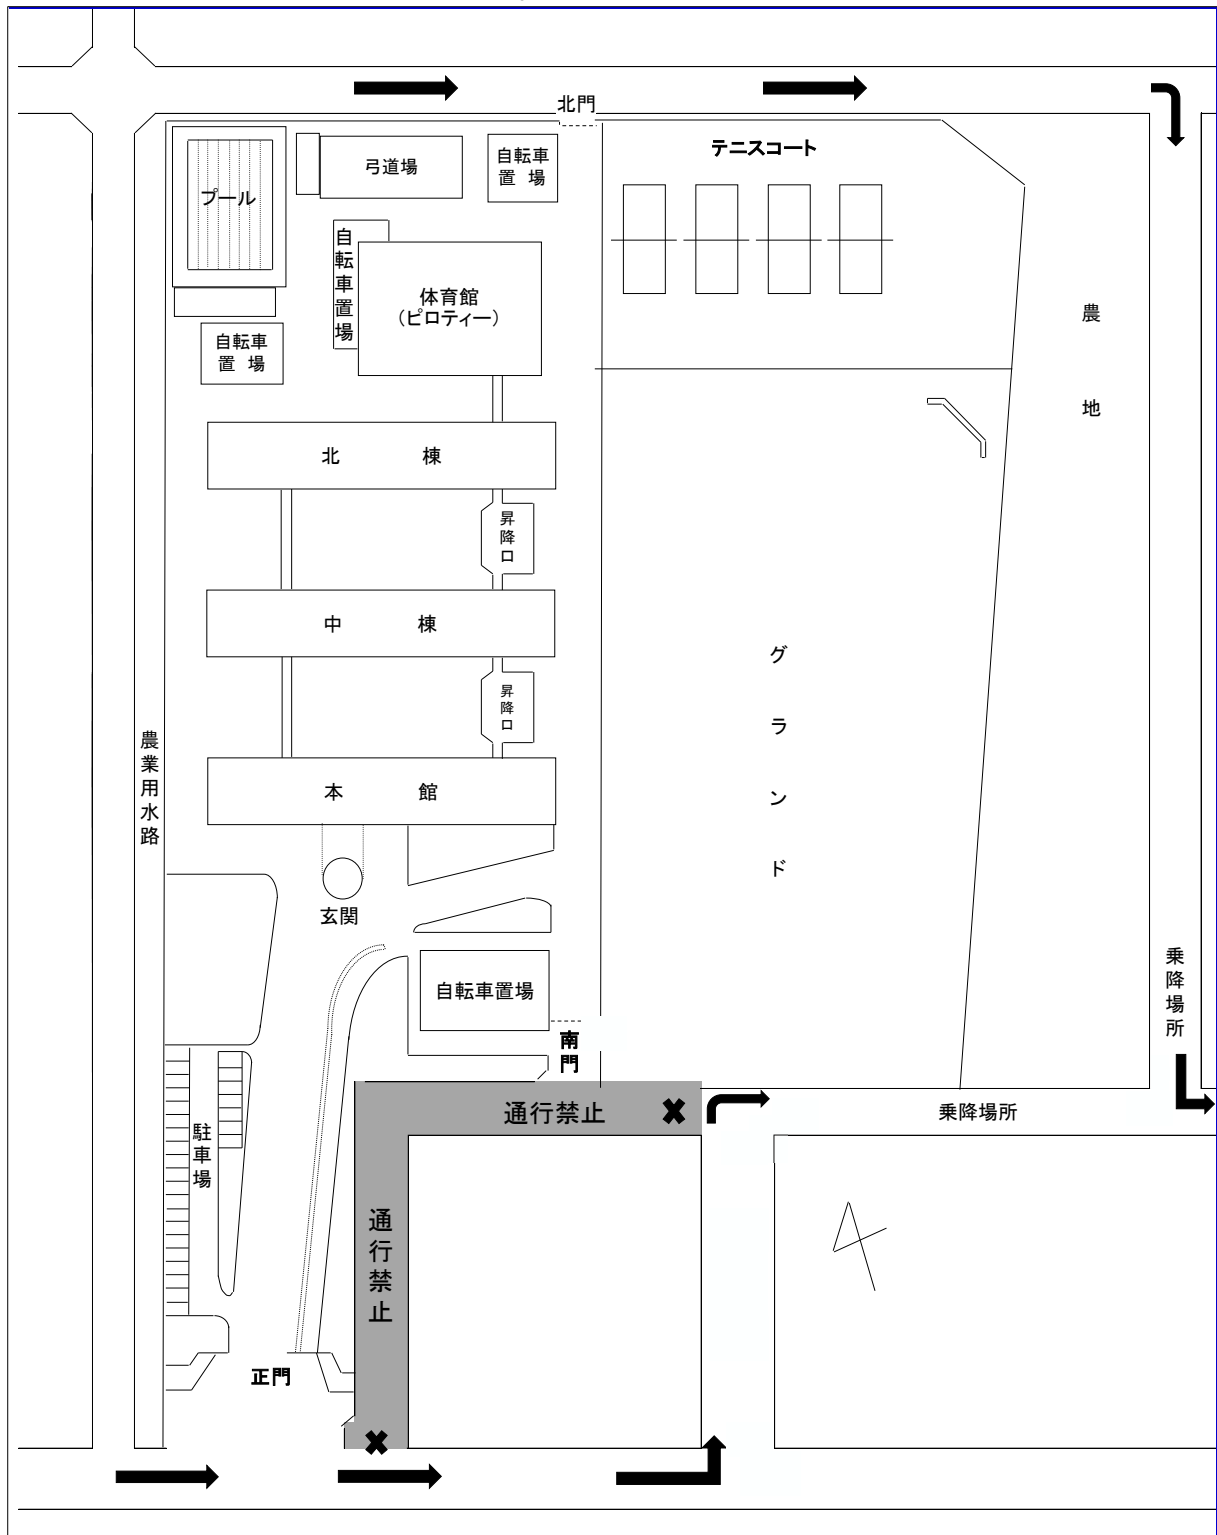 北門
テニスコート
弓道場
自転車
置 場
プール
自転車置場
体育館
（ピロティー）
自転車
置 場
農地
北 棟
昇降口
中 棟
昇降口
グランド
農業用水路
本 館
玄関
自転車置場
乗降場所
南門
通行禁止
乗降場所
駐車場
通行禁止
正門